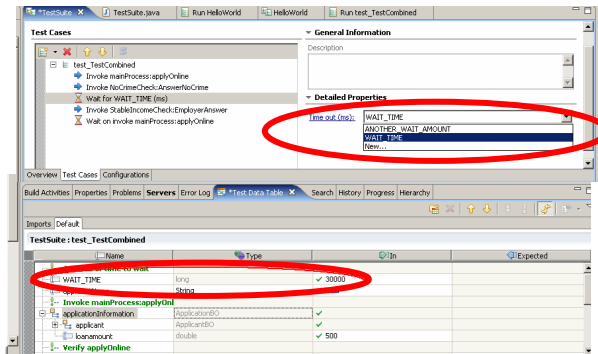 *TestSuite
TestSuite.java
Run HelloWorld
HelloWorld
Run test_TestCombined
Test Cases
General Information
Description
test_TestCombined
Invoke mainProcess:applyOnline
Invoke NoCrimeCheck:AnswerNoCrime
Wait for WAIT_TIME (ms)
Invoke StableIncomeCheck:EmployerAnswer
Wait on invoke mainProcess:applyOnline
Detailed Properties
Time out (ms):
WAIT_TIME
ANOTHER_WAIT_AMOUNT
WAIT_TIME
New...
Overview Test Cases Configurations
Build Activities Properties Problems Servers Error Log *Test Data Table Search History Progress Hierarchy
Imports Default
TestSuite : test_TestCombined
Name Type In Expected
time to wait
WAIT_TIME long 30000
String
Invoke mainProcess:applyOnl
applicationInformation ApplicationBO
applicant ApplicantBO
loanamount double 500
Verify applyOnline